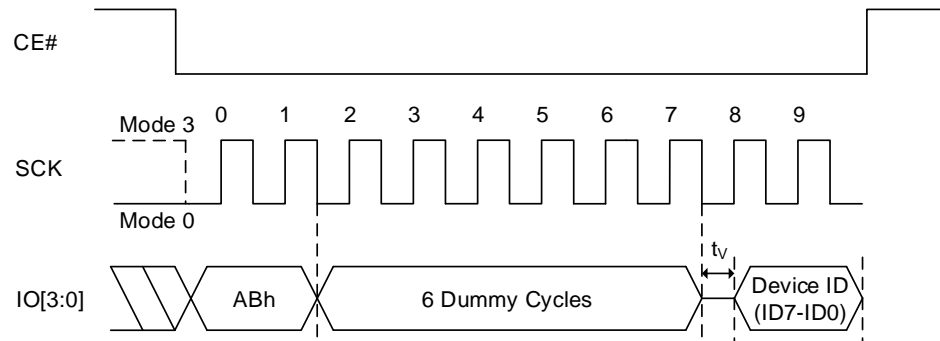 CE#
0 1 2 3 4 5 6 7 8 9
Mode 3
SCK
Mode 0
tV
IO[3:0]
ABh
6 Dummy Cycles
Device ID
(ID7-ID0)